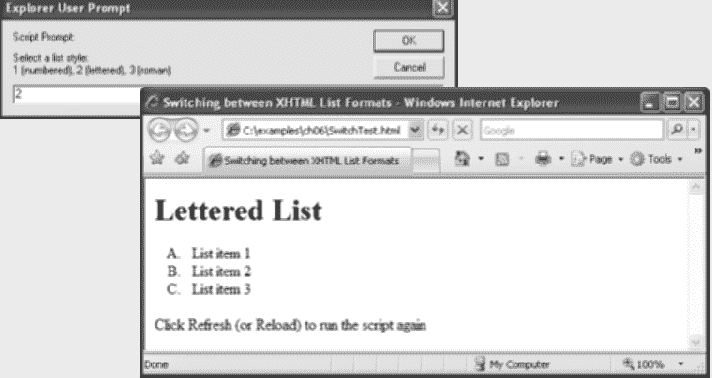 Explorer User Prompt
Script Prompt:
OK
Select a list style:
1 (numbered), 2 (lettered), 3 (roman)
Cancel
2
Switching between XHTML List Formats - Windows Internet Explorer
C:\examples\ch06\SwitchTest.html
Google
Switching between XHTML List Formats
Page
Tools
Lettered List
A. List item 1
B. List item 2
C. List item 3
Click Refresh (or Reload) to run the script again
Done
My Computer
100%